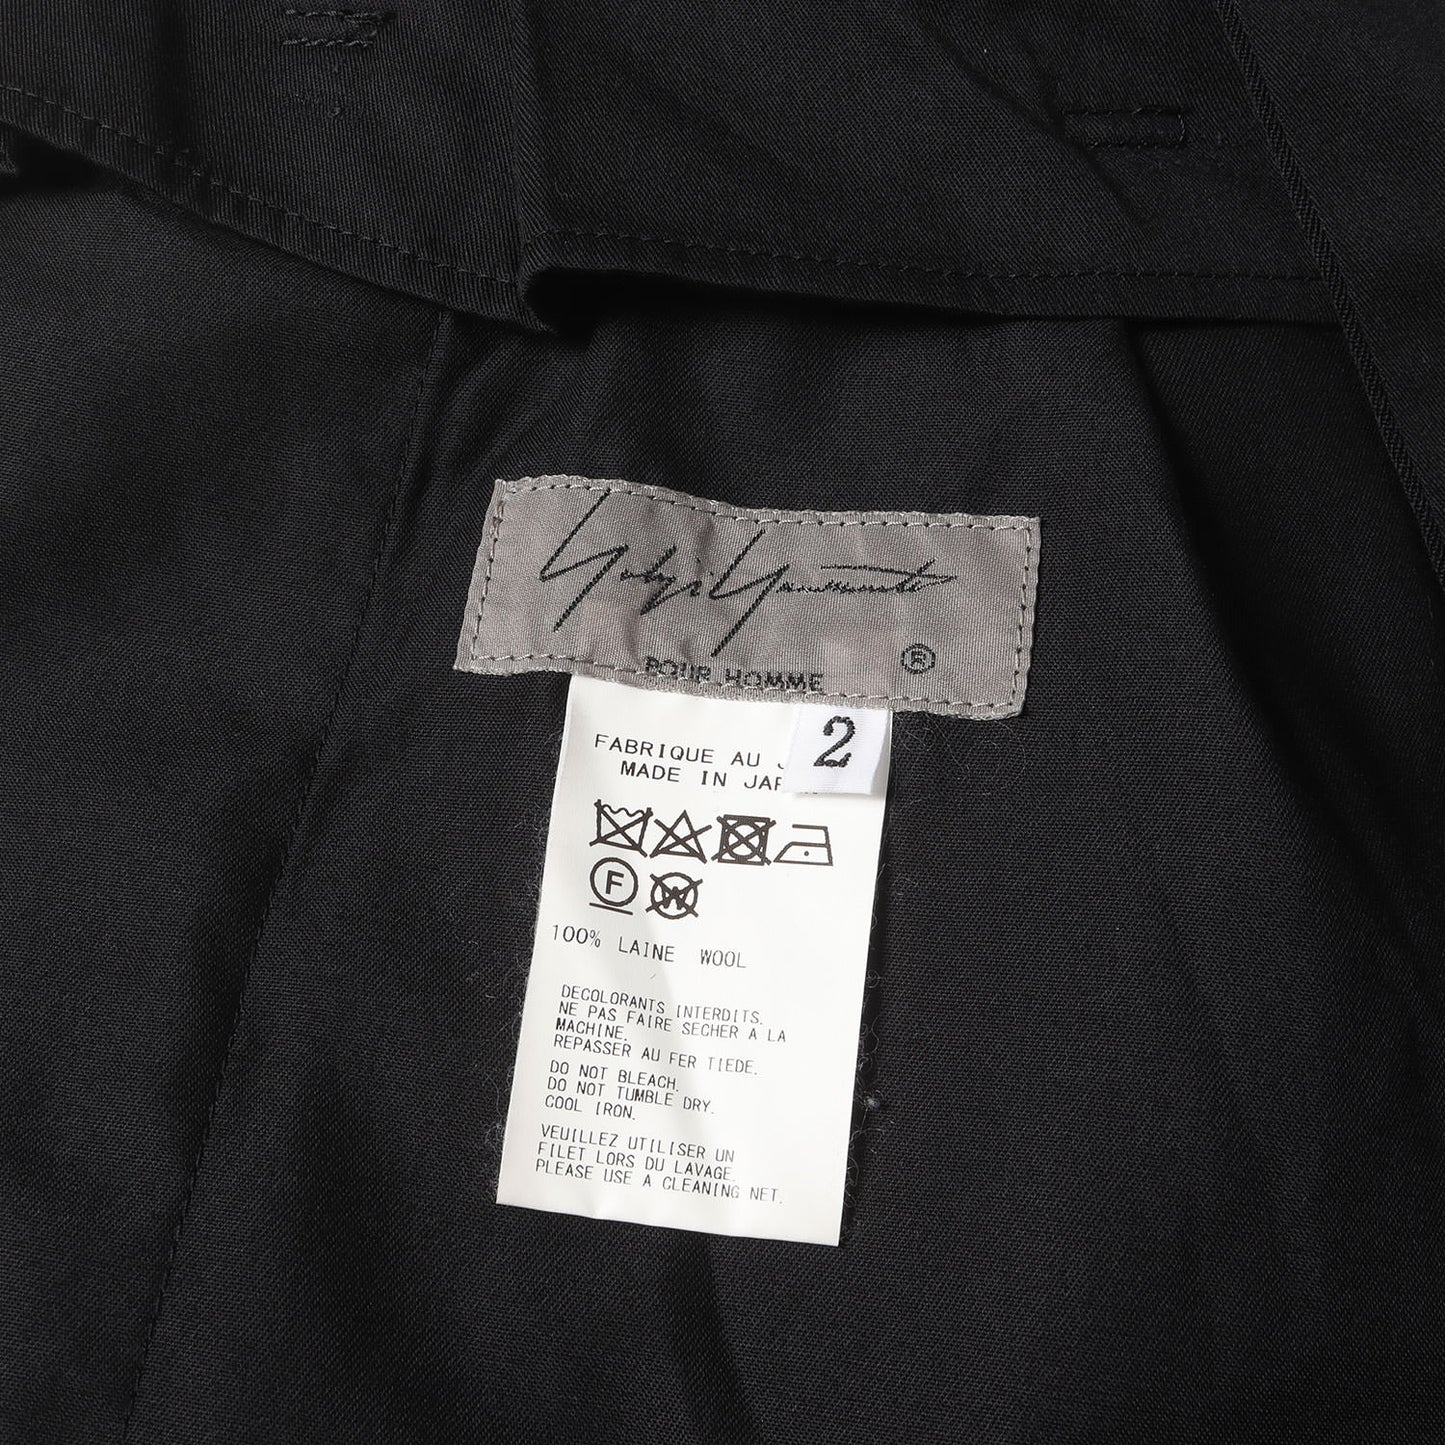 Yohji Yamamoto
®
POUR HOMME
2
FABRIQUE AU J
MADE IN JAP
F
W
100% LAINE WOOL
DECOLORANTS INTERDITS.
NE PAS FAIRE SECHER A LA
MACHINE.
REPASSER AU FER TIEDE.
DO NOT BLEACH.
DO NOT TUMBLE DRY.
COOL IRON.
VEUILLEZ UTILISER UN
FILET LORS DU LAVAGE.
PLEASE USE A CLEANING NET.